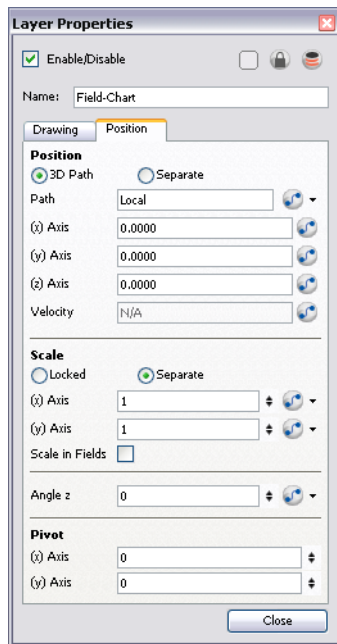 Layer Properties
Enable/Disable
Name: Field-Chart
Drawing Position
Position
3D Path Separate
Path Local
(x) Axis 0.0000
(y) Axis 0.0000
(z) Axis 0.0000
Velocity N/A
Scale
Locked Separate
(x) Axis 1
(y) Axis 1
Scale in Fields
Angle z 0
Pivot
(x) Axis 0
(y) Axis 0
Close